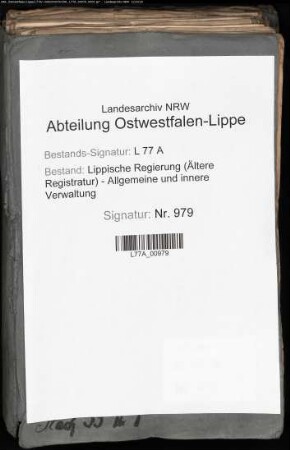 Landesarchiv NRW
Abteilung Ostwestfalen-Lippe
Bestands-Signatur: L 77 A
Bestand: Lippische Regierung (Ältere
Registratur) - Allgemeine und innere
Verwaltung
Signatur: Nr. 979
L77A_00979